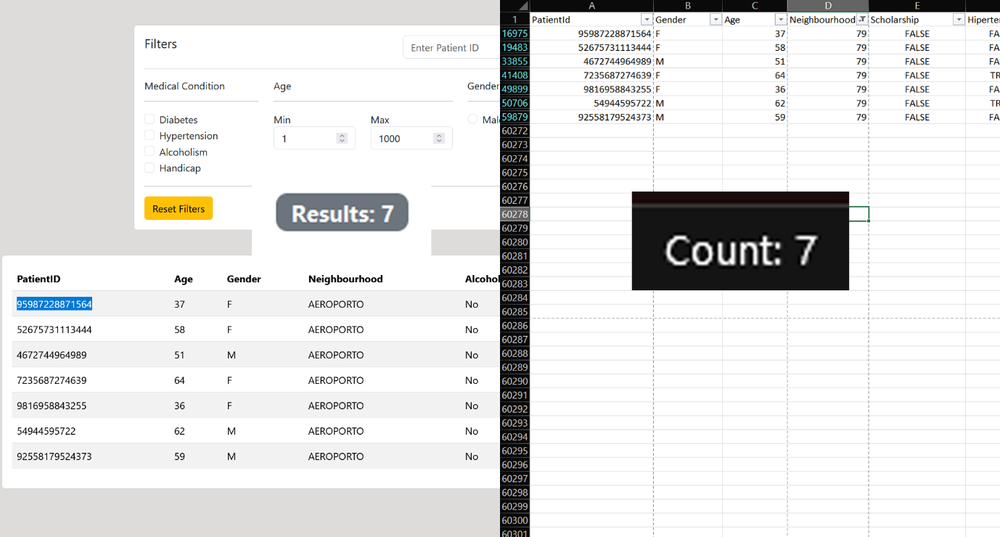 Filters
Enter Patient ID
Medical Condition
Age
Gender
Diabetes
Hypertension
Alcoholism
Handicap
Min
Max
Mal
1
1000
Reset Filters
Results: 7
PatientID Age Gender Neighbourhood Alcohol
95987228871564 37 F AEROPORTO No
52675731113444 58 F AEROPORTO No
4672744964989 51 M AEROPORTO No
7235687274639 64 F AEROPORTO No
9816958843255 36 F AEROPORTO No
54944595722 62 M AEROPORTO No
92558179524373 59 M AEROPORTO No
A B C D E
1 PatientId Gender Age Neighbourhood Scholarship Hiperte
16975 95987228871564 F 37 79 FALSE FA
19483 52675731113444 F 58 79 FALSE FA
33855 4672744964989 M 51 79 FALSE FA
41408 7235687274639 F 64 79 FALSE TR
49899 9816958843255 F 36 79 FALSE FA
50706 54944595722 M 62 79 FALSE TR
59879 92558179524373 M 59 79 FALSE FA
60272
60273
60274
60275
60276
60277
60278
60279
60280
60281
60282
60283
60284
60285
60286
60287
60288
60289
60290
60291
60292
60293
60294
60295
60296
60297
60298
60299
60300
60301
Count: 7